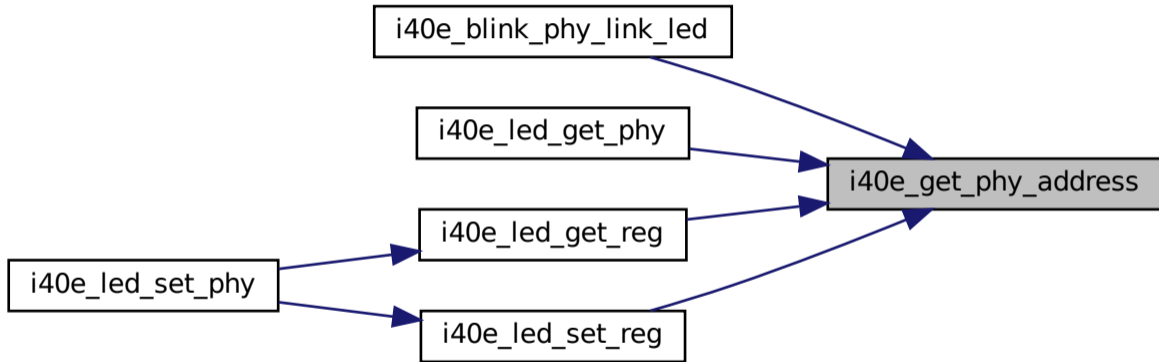 i40e_blink_phy_link_led
i40e_led_get_phy
i40e_get_phy_address
i40e_led_get_reg
i40e_led_set_phy
i40e_led_set_reg